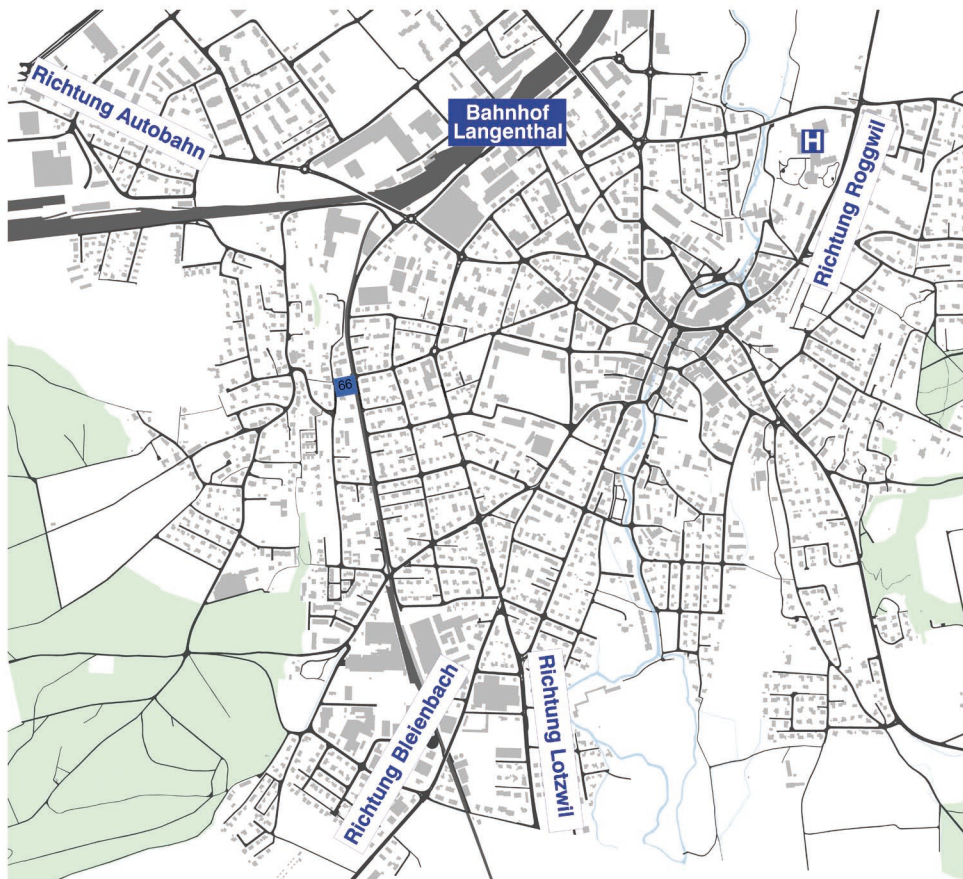 Richtung Autobahn
Bahnhof
Langenthal
H
Richtung Roggwil
66
Richtung Bleienbach
Richtung Lotzwil